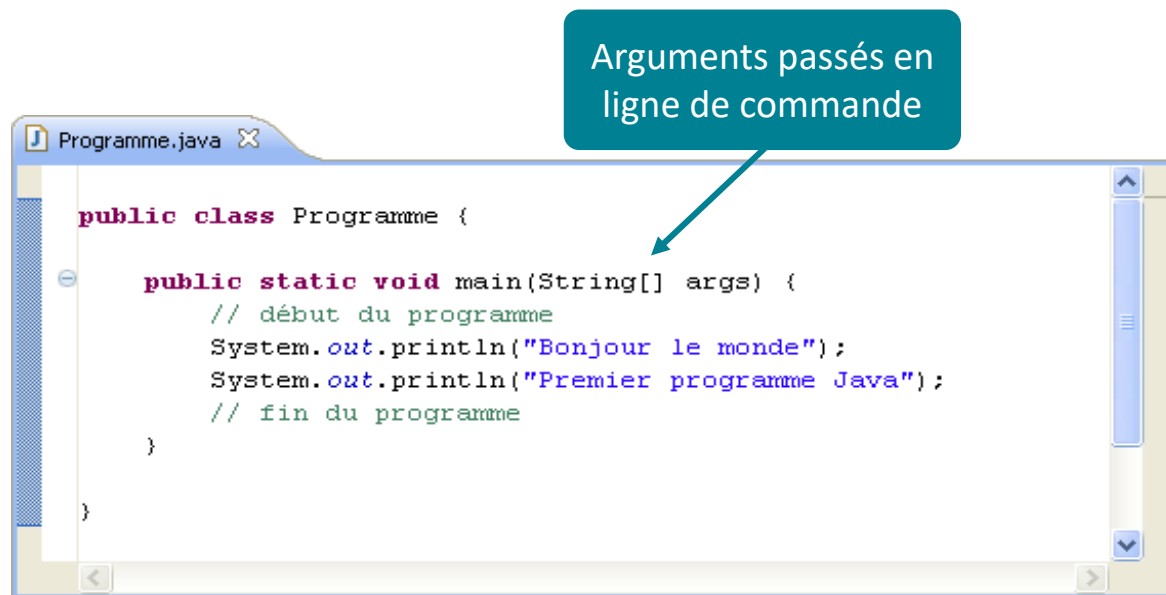 Arguments passés en
ligne de commande
Programme.java
public class Programme {
public static void main(String[] args) {
// début du programme
System.out.println("Bonjour le monde");
System.out.println("Premier programme Java");
// fin du programme
}
}